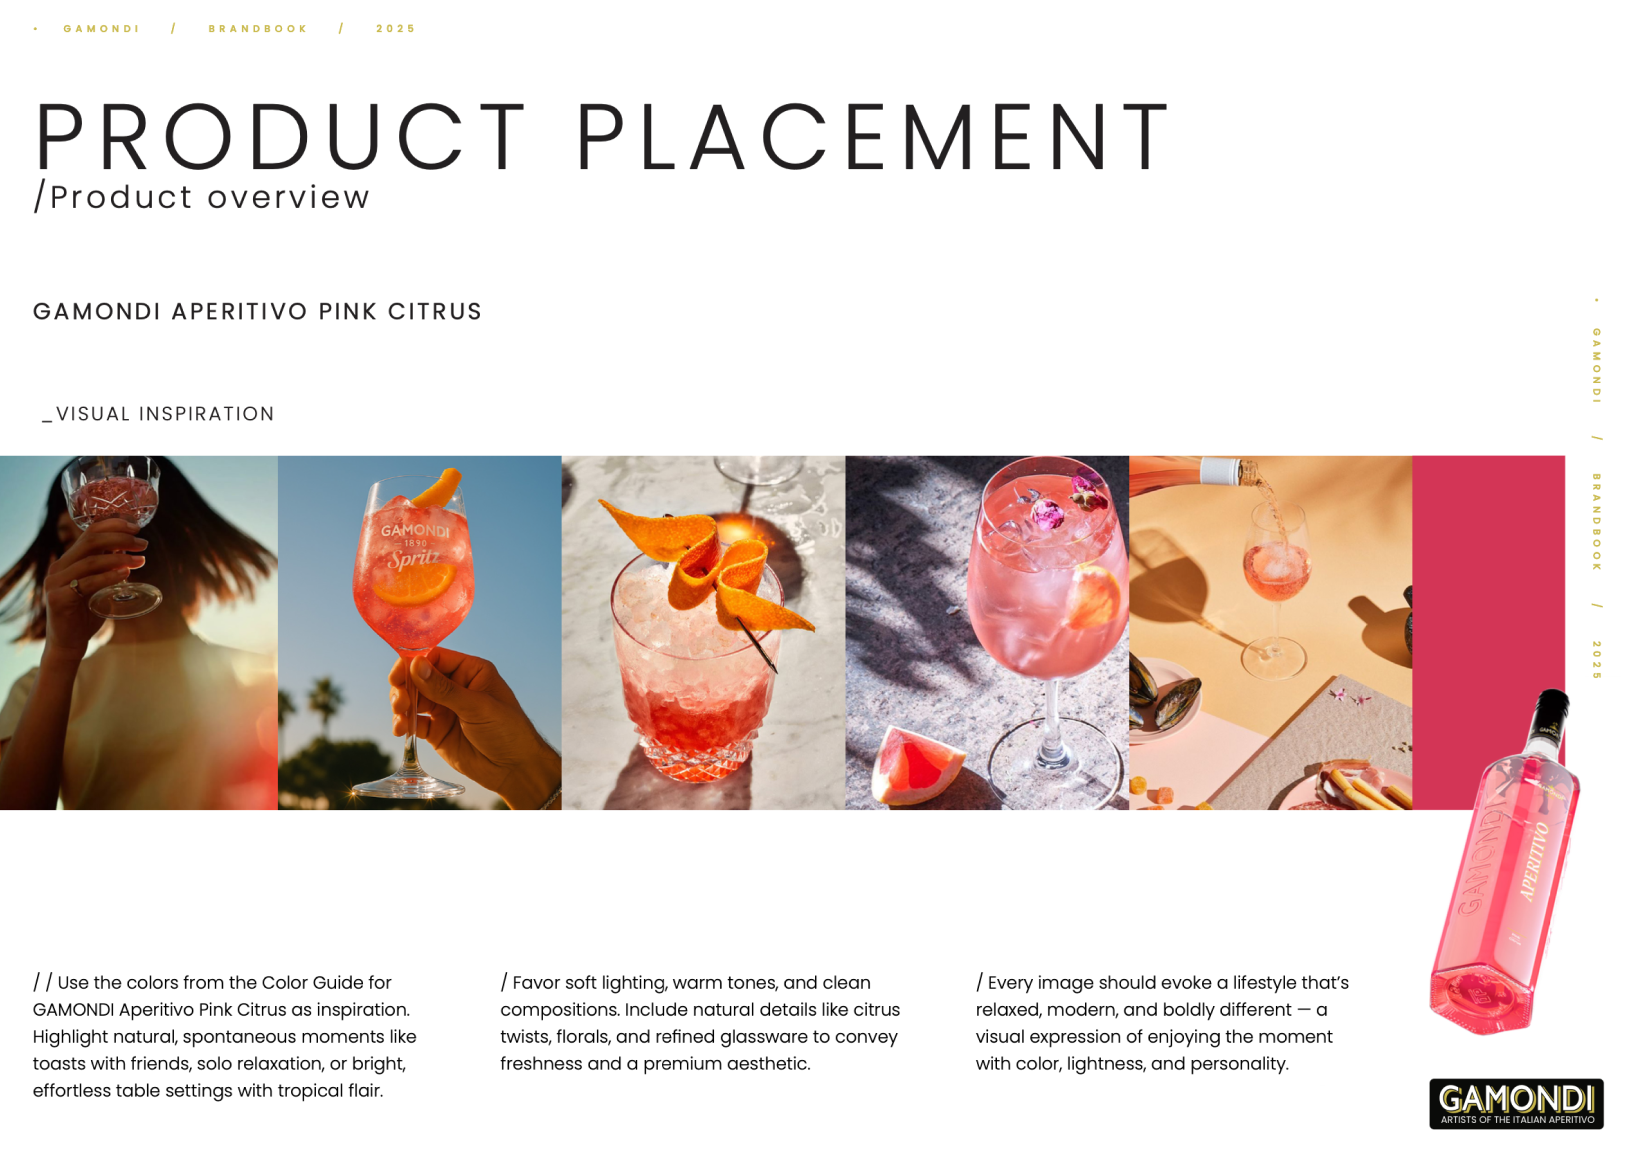 • GAMONDI / BRANDBOOK / 2025
PRODUCT PLACEMENT
/Product overview
GAMONDI APERITIVO PINK CITRUS
_VISUAL INSPIRATION
GAMONDI
1890
Spritz
• GAMONDI / BRANDBOOK / 2025
GAMONDI
APERITIVO
/ / Use the colors from the Color Guide for
GAMONDI Aperitivo Pink Citrus as inspiration.
Highlight natural, spontaneous moments like
toasts with friends, solo relaxation, or bright,
effortless table settings with tropical flair.
/ Favor soft lighting, warm tones, and clean
compositions. Include natural details like citrus
twists, florals, and refined glassware to convey
freshness and a premium aesthetic.
/ Every image should evoke a lifestyle that’s
relaxed, modern, and boldly different — a
visual expression of enjoying the moment
with color, lightness, and personality.
GAMONDI
ARTISTS OF THE ITALIAN APERITIVO